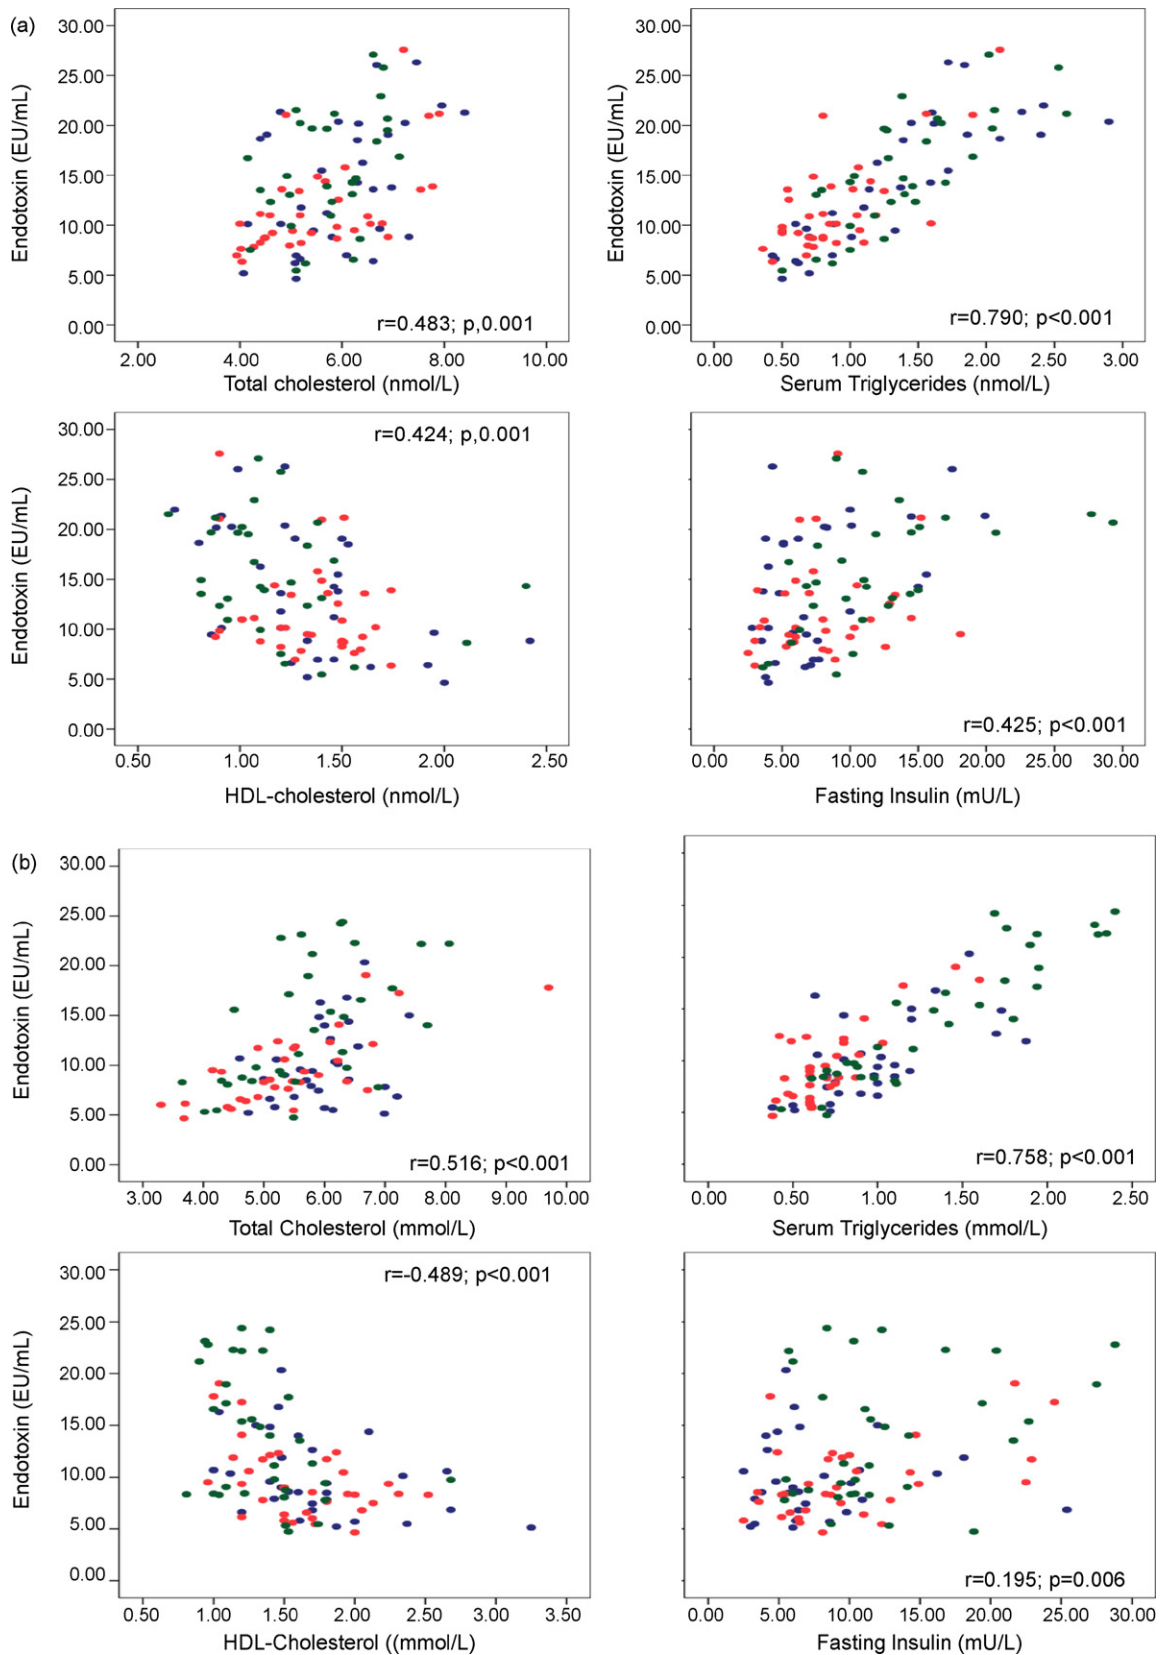 (a)
30.00
25.00
20.00
15.00
10.00
5.00
0.00
Endotoxin (EU/mL)
r=0.483; p,0.001
2.00 4.00 6.00 8.00 10.00
Total cholesterol (nmol/L)
30.00
25.00
20.00
15.00
10.00
5.00
0.00
Endotoxin (EU/mL)
r=0.790; p<0.001
0.00 0.50 1.00 1.50 2.00 2.50 3.00
Serum Triglycerides (nmol/L)
30.00
25.00
20.00
15.00
10.00
5.00
0.00
Endotoxin (EU/mL)
r=0.424; p,0.001
0.50 1.00 1.50 2.00 2.50
HDL-cholesterol (nmol/L)
r=0.425; p<0.001
0.00 5.00 10.00 15.00 20.00 25.00 30.00
Fasting Insulin (mU/L)
(b)
30.00
25.00
20.00
15.00
10.00
5.00
0.00
Endotoxin (EU/mL)
r=0.516; p<0.001
3.00 4.00 5.00 6.00 7.00 8.00 9.00 10.00
Total Cholesterol (mmol/L)
r=0.758; p<0.001
0.00 0.50 1.00 1.50 2.00 2.50
Serum Triglycerides (mmol/L)
30.00
25.00
20.00
15.00
10.00
5.00
0.00
Endotoxin (EU/mL)
r=-0.489; p<0.001
0.50 1.00 1.50 2.00 2.50 3.00 3.50
HDL-Cholesterol ((mmol/L)
r=0.195; p=0.006
0.00 5.00 10.00 15.00 20.00 25.00 30.00
Fasting Insulin (mU/L)